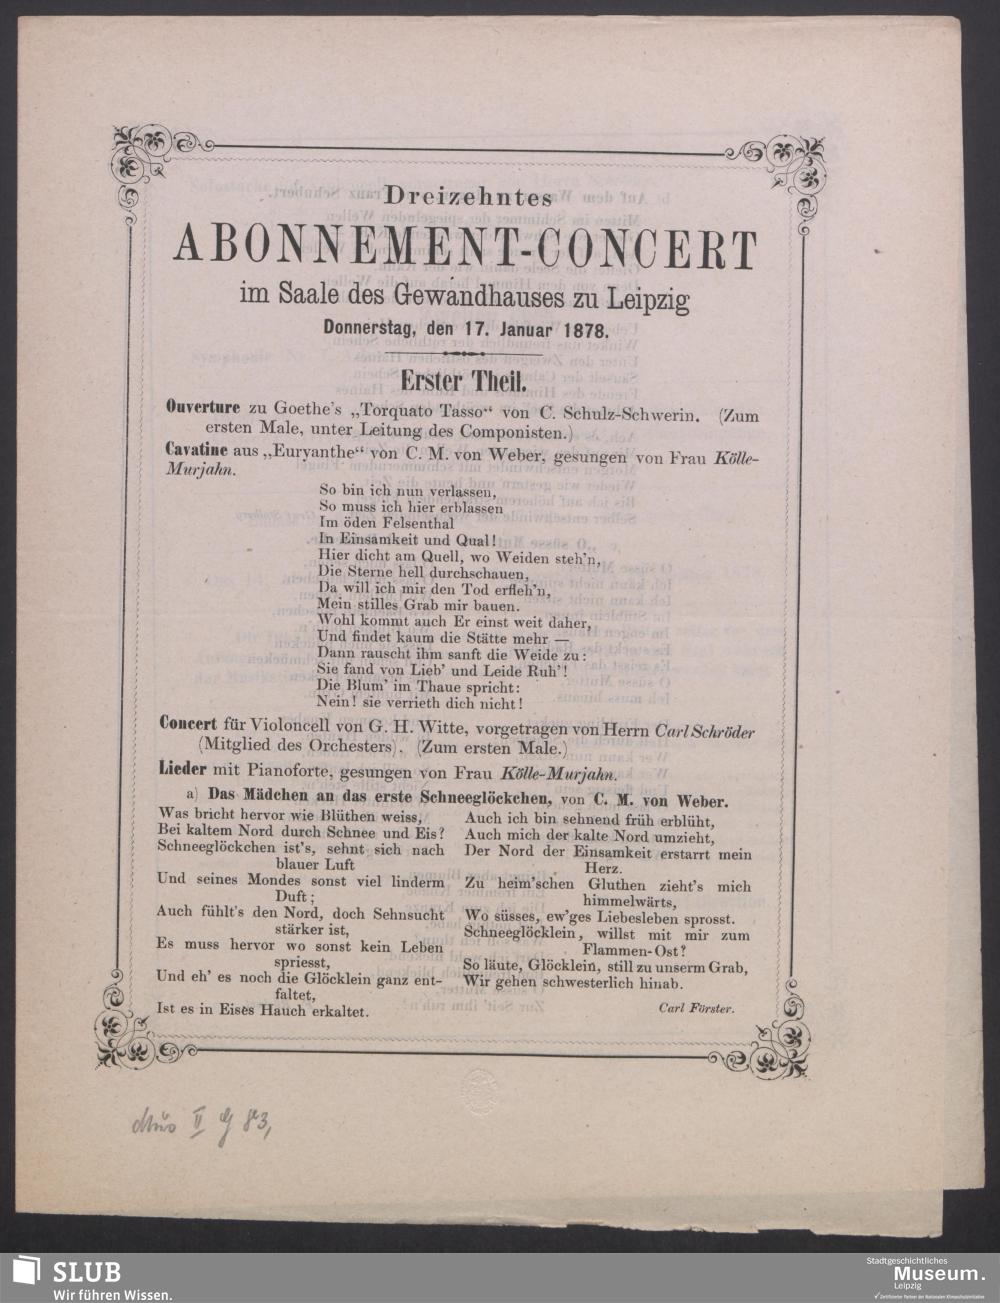 Dreizehntes
ABONNEMENT-CONCERT
im Saale des Gewandhauses zu Leipzig
Donnerstag, den 17. Januar 1878.
Erster Theil.
Ouverture zu Goethe's „Torquato Tasso“ von C. Schulz-Schwerin. (Zum
ersten Male, unter Leitung des Componisten.)
Cavatine aus „Euryanthe“ von C. M. von Weber, gesungen von Frau Kölle-
Murjahn.
So bin ich nun verlassen,
So muss ich hier erblassen
Im öden Felsenthal
In Einsamkeit und Qual!
Hier dicht am Quell, wo Weiden steh'n,
Die Sterne hell durchschauen,
Da will ich mir den Tod erfleh'n,
Mein stilles Grab mir bauen.
Wohl kommt auch Er einst weit daher,
Und findet kaum die Stätte mehr —
Dann rauscht ihm sanft die Weide zu:
Sie fand von Lieb' und Leide Ruh'!
Die Blum' im Thaue spricht:
Nein! sie verrieth dich nicht!
Concert für Violoncell von G. H. Witte, vorgetragen von Herrn Carl Schröder
(Mitglied des Orchesters). (Zum ersten Male.)
Lieder mit Pianoforte, gesungen von Frau Kölle-Murjahn.
a) Das Mädchen an das erste Schneeglöckchen, von C. M. von Weber.
Was bricht hervor wie Blüthen weiss,
Bei kaltem Nord durch Schnee und Eis?
Schneeglöckchen ist's, sehnt sich nach
blauer Luft
Und seines Mondes sonst viel linderm
Duft;
Auch fühlt's den Nord, doch Sehnsucht
stärker ist,
Es muss hervor wo sonst kein Leben
spriesst,
Und eh' es noch die Glöcklein ganz ent-
faltet,
Ist es in Eises Hauch erkaltet.
Auch ich bin sehnend früh erblüht,
Auch mich der kalte Nord umzieht,
Der Nord der Einsamkeit erstarrt mein
Herz.
Zu heim'schen Gluthen zieht's mich
himmelwärts,
Wo süsses, ew'ges Liebesleben sprosst.
Schneeglöcklein, willst mit mir zum
Flammen-Ost?
So läute, Glöcklein, still zu unserm Grab,
Wir gehen schwesterlich hinab.
Carl Förster.
Mus II G 83,
SLUB
Wir führen Wissen.
Stadtgeschichtliches
Museum.
Leipzig
Zertifizierter Partner der Nationalen Klimaschutzinitiative